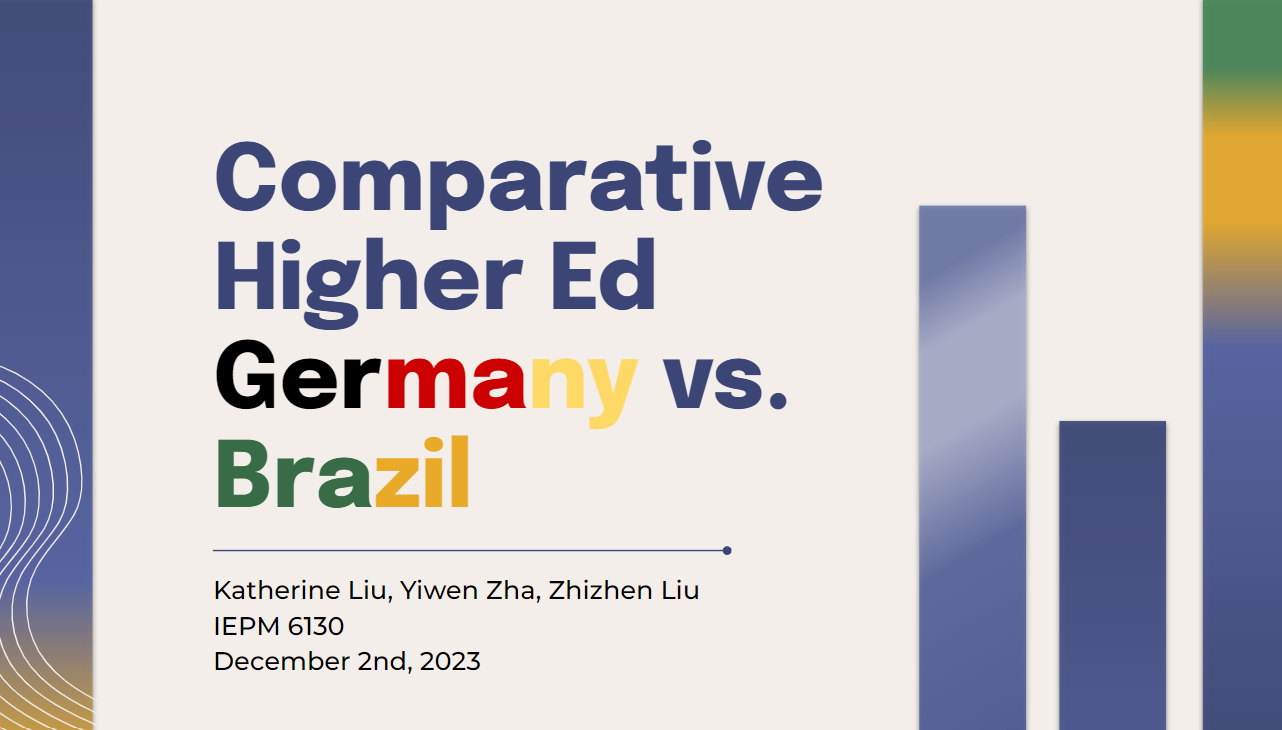 Comparative
Higher Ed
Germany vs.
Brazil
Katherine Liu, Yiwen Zha, Zhizhen Liu
IEPM 6130
December 2nd, 2023